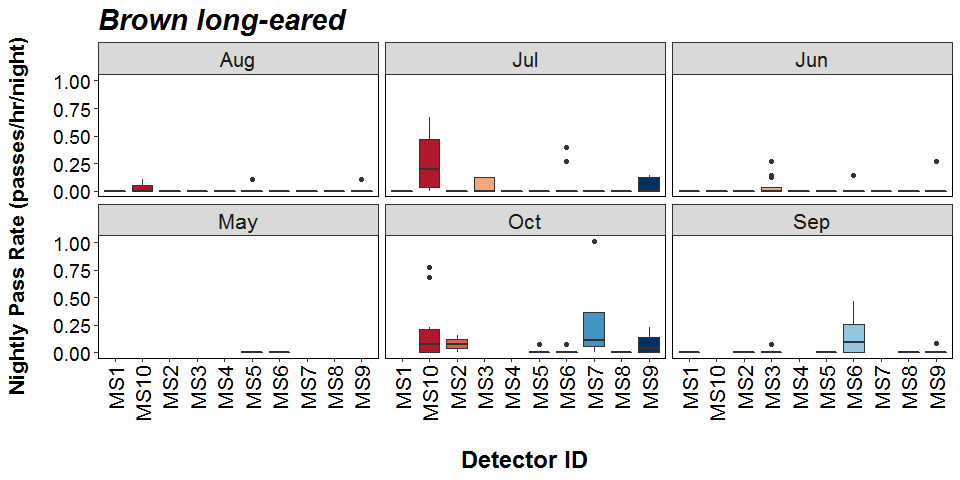 Brown long-eared
Nightly Pass Rate (passes/hr/night)
Aug Jul Jun
1.00
0.75
0.50
0.25
0.00
May Oct Sep
1.00
0.75
0.50
0.25
0.00
MS1 MS10 MS2 MS3 MS4 MS5 MS6 MS7 MS8 MS9 MS1 MS10 MS2 MS3 MS4 MS5 MS6 MS7 MS8 MS9 MS1 MS10 MS2 MS3 MS4 MS5 MS6 MS7 MS8 MS9
Detector ID